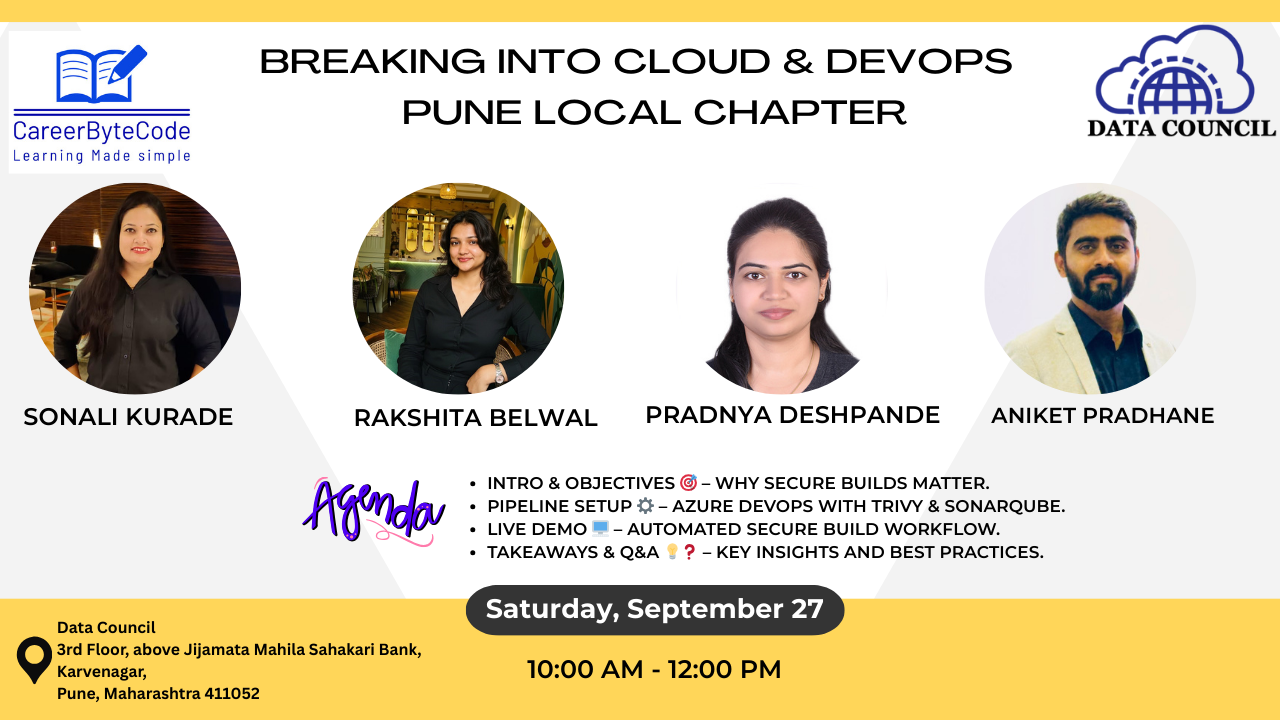 BREAKING INTO CLOUD & DEVOPS
PUNE LOCAL CHAPTER
CareerByteCode
Learning Made simple
DATA COUNCIL
SONALI KURADE
RAKSHITA BELWAL
PRADNYA DESHPANDE
ANIKET PRADHANE
Agenda
• INTRO & OBJECTIVES 🎯 – WHY SECURE BUILDS MATTER.
• PIPELINE SETUP ⚙️ – AZURE DEVOPS WITH TRIVY & SONARQUBE.
• LIVE DEMO 🖥️ – AUTOMATED SECURE BUILD WORKFLOW.
• TAKEAWAYS & Q&A 💡❓ – KEY INSIGHTS AND BEST PRACTICES.
Saturday, September 27
10:00 AM - 12:00 PM
Data Council
3rd Floor, above Jijamata Mahila Sahakari Bank,
Karvenagar,
Pune, Maharashtra 411052